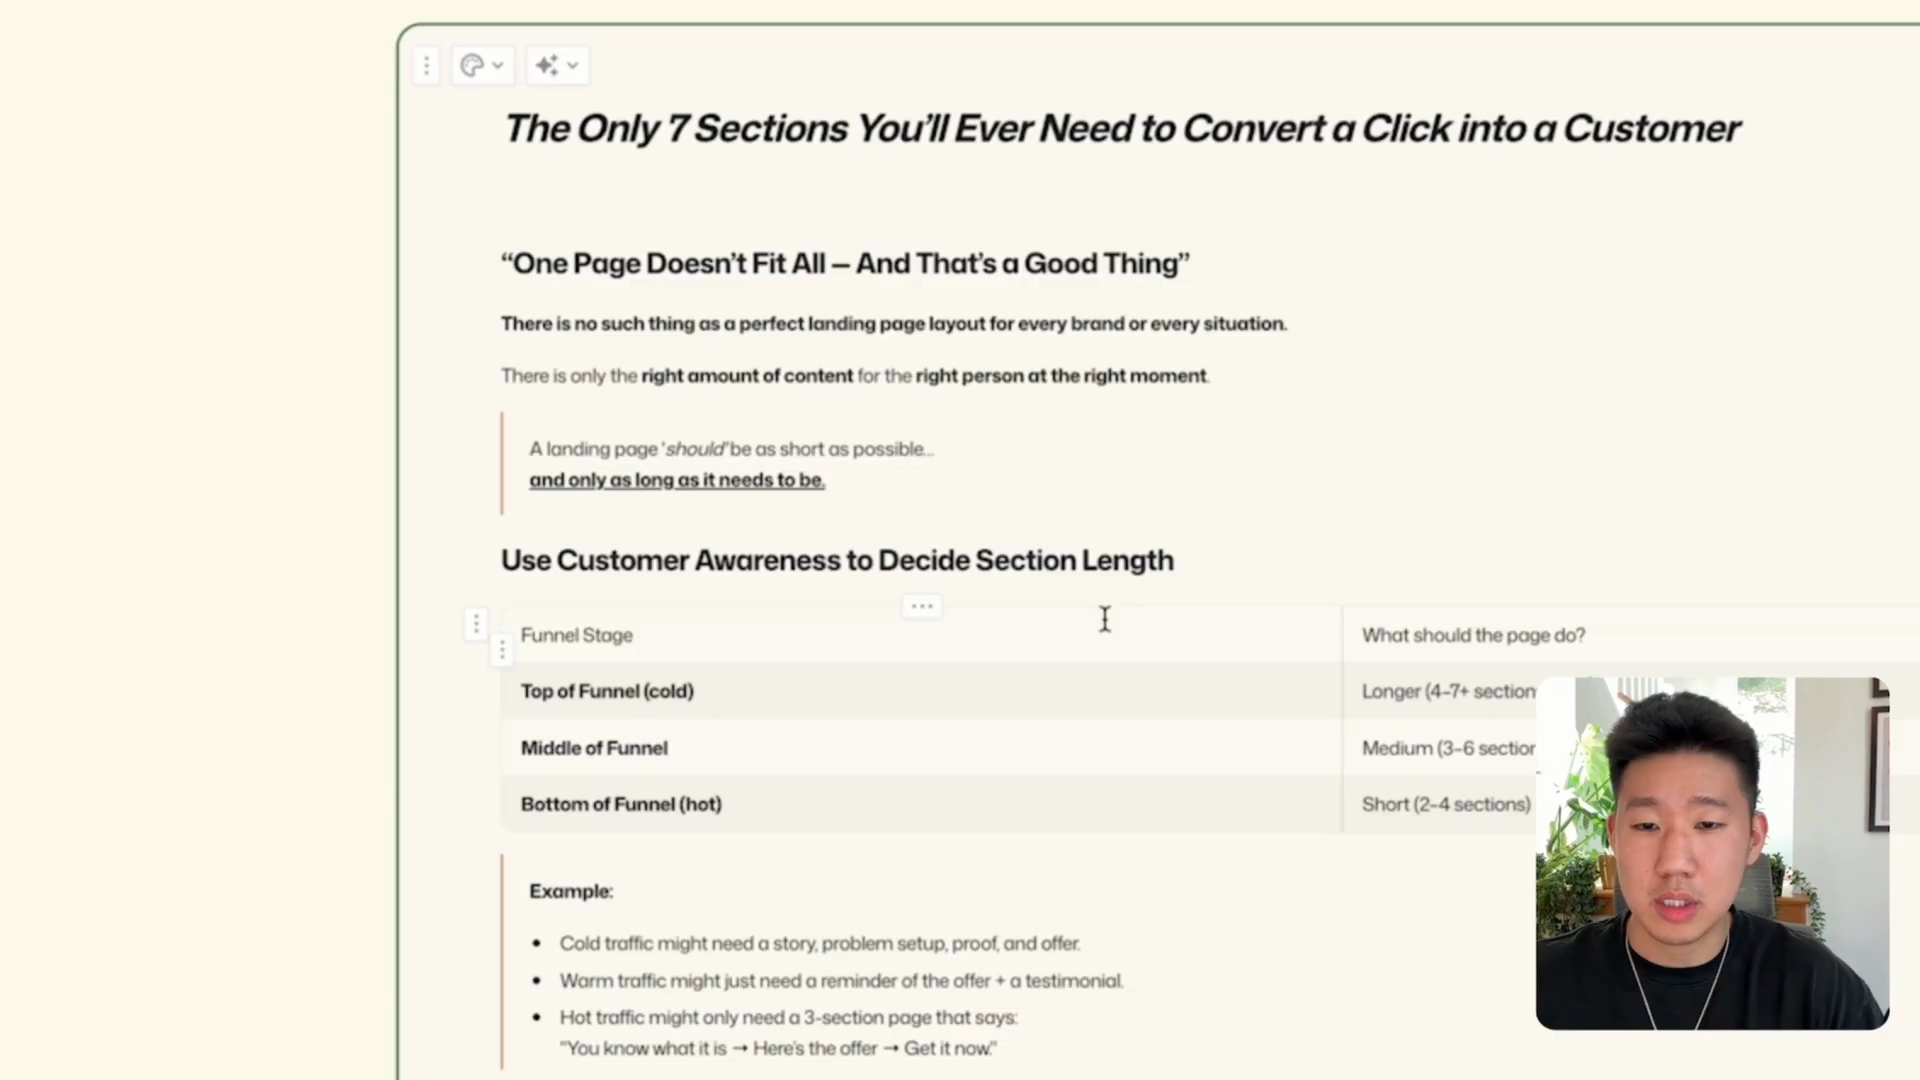 The Only 7 Sections You’ll Ever Need to Convert a Click into a Customer
“One Page Doesn’t Fit All – And That’s a Good Thing”
There is no such thing as a perfect landing page layout for every brand or every situation.
There is only the right amount of content for the right person at the right moment.
A landing page ‘should’ be as short as possible...
and only as long as it needs to be.
Use Customer Awareness to Decide Section Length
Funnel Stage What should the page do?
Top of Funnel (cold) Longer (4–7+ section
Middle of Funnel Medium (3–6 section
Bottom of Funnel (hot) Short (2–4 sections)
Example:
• Cold traffic might need a story, problem setup, proof, and offer.
• Warm traffic might just need a reminder of the offer + a testimonial.
• Hot traffic might only need a 3-section page that says:
"You know what it is → Here's the offer → Get it now."